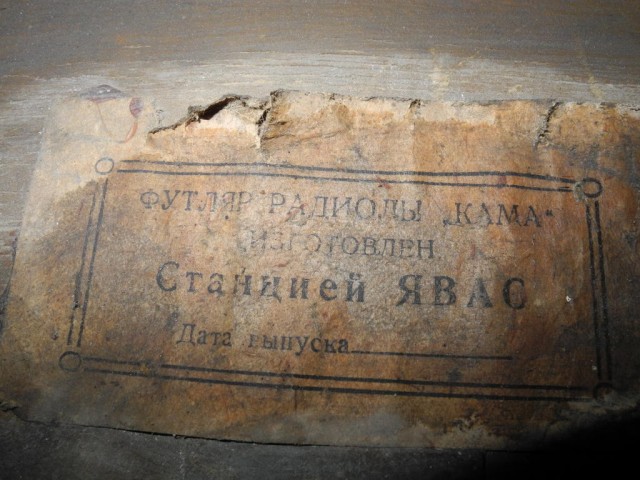 ФУТЛЯР РАДИОЛЫ „КАМА“
ИЗГОТОВЛЕН
Станцией ЯВАС
Дата выпуска